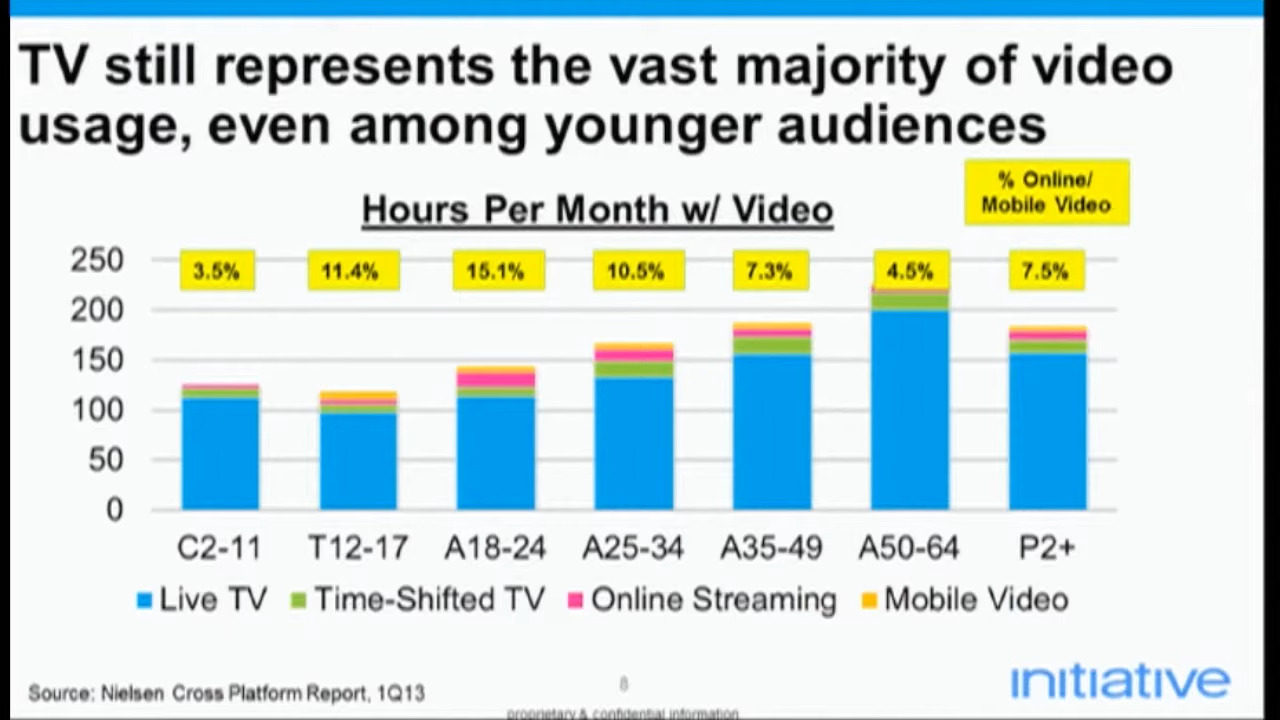 TV still represents the vast majority of video
usage, even among younger audiences
% Online/
Mobile Video
Hours Per Month w/ Video
250
3.5%
11.4%
15.1%
10.5%
7.3%
4.5%
7.5%
200
150
100
50
0
C2-11
T12-17
A18-24
A25-34
A35-49
A50-64
P2+
Live TV
Time-Shifted TV
Online Streaming
Mobile Video
Source: Nielsen Cross Platform Report, 1Q13
8
initiative
proprietary & confidential information